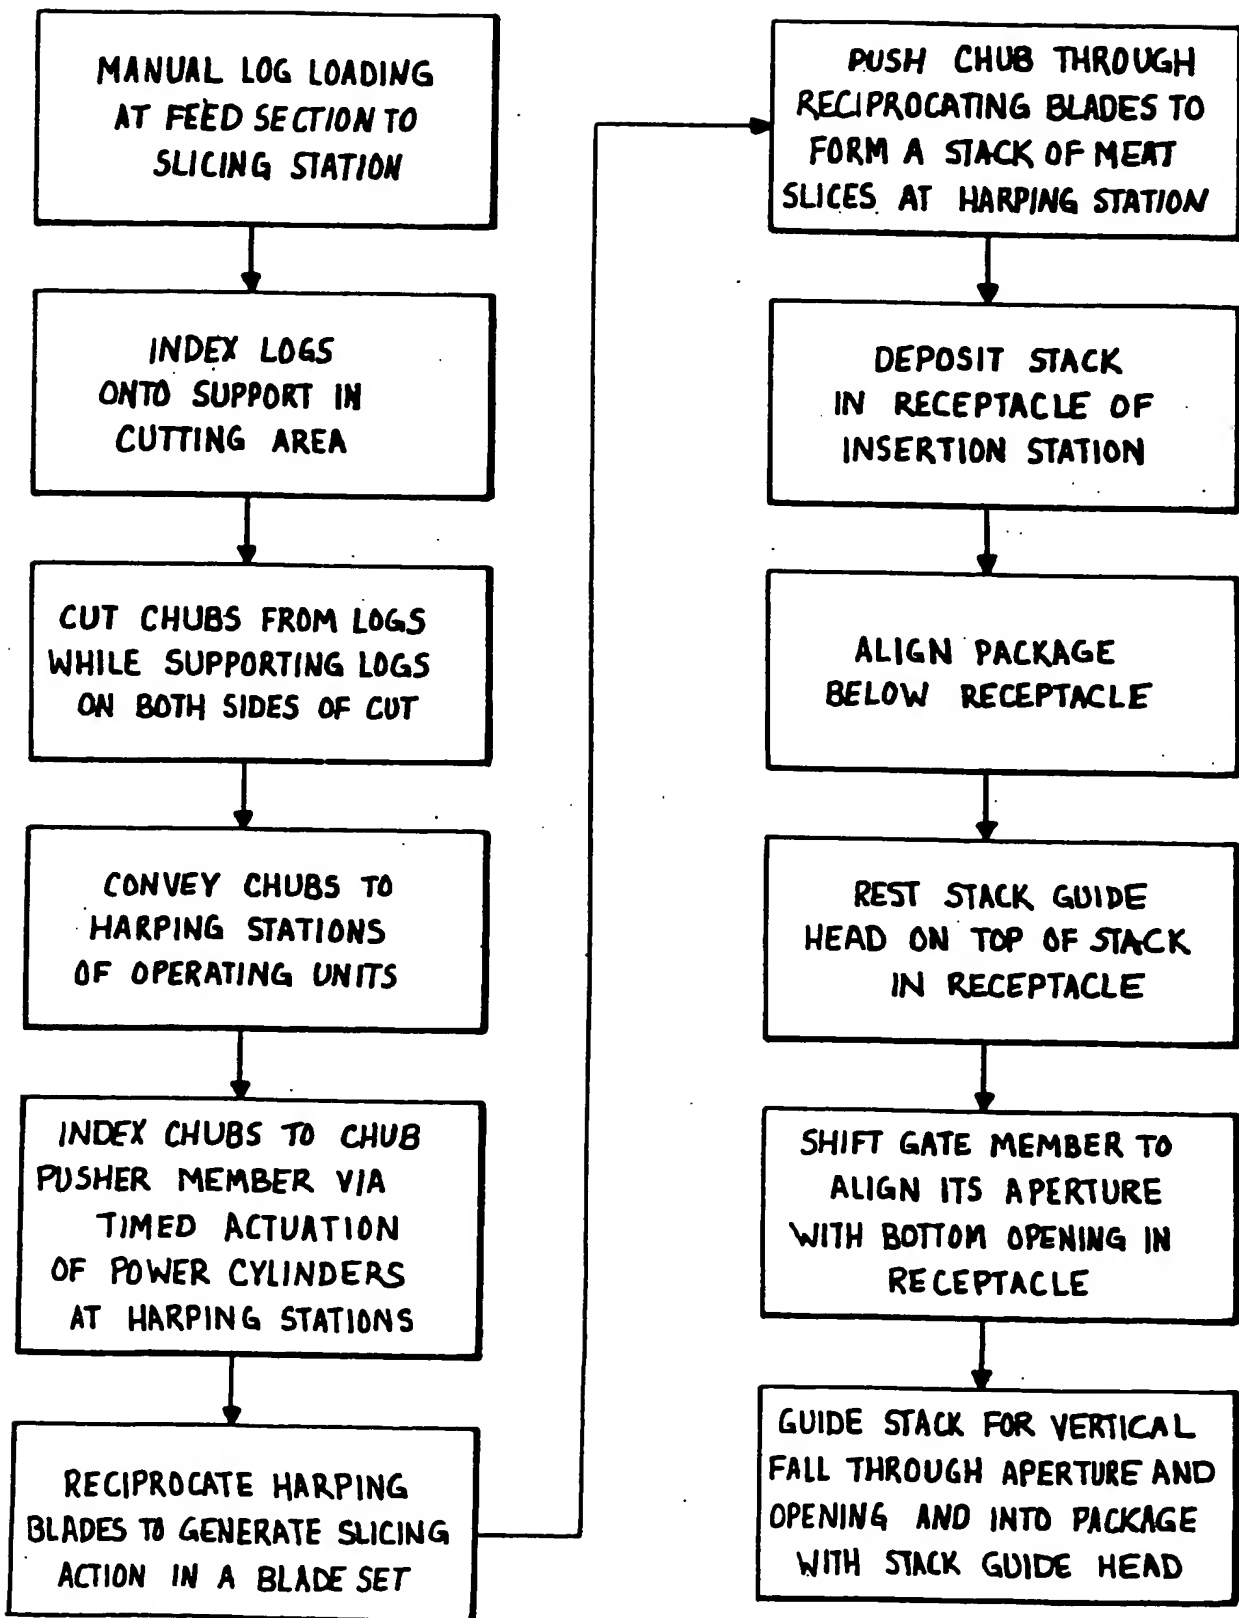 MANUAL LOG LOADING
AT FEED SECTION TO
SLICING STATION
INDEX LOGS
ONTO SUPPORT IN
CUTTING AREA
CUT CHUBS FROM LOGS
WHILE SUPPORTING LOGS
ON BOTH SIDES OF CUT
CONVEY CHUBS TO
HARPING STATIONS
OF OPERATING UNITS
INDEX CHUBS TO CHUB
PUSHER MEMBER VIA
TIMED ACTUATION
OF POWER CYLINDERS
AT HARPING STATIONS
RECIPROCATE HARPING
BLADES TO GENERATE SLICING
ACTION IN A BLADE SET
PUSH CHUB THROUGH
RECIPROCATING BLADES TO
FORM A STACK OF MEAT
SLICES AT HARPING STATION
DEPOSIT STACK
IN RECEPTACLE OF
INSERTION STATION
ALIGN PACKAGE
BELOW RECEPTACLE
REST STACK GUIDE
HEAD ON TOP OF STACK
IN RECEPTACLE
SHIFT GATE MEMBER TO
ALIGN ITS APERTURE
WITH BOTTOM OPENING IN
RECEPTACLE
GUIDE STACK FOR VERTICAL
FALL THROUGH APERTURE AND
OPENING AND INTO PACKAGE
WITH STACK GUIDE HEAD